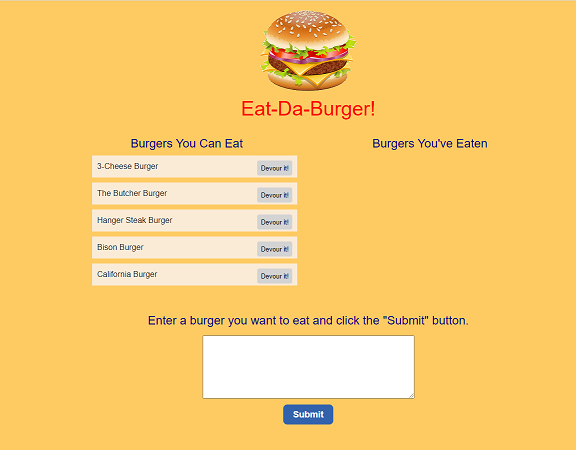 Eat-Da-Burger!
Burgers You Can Eat
3-Cheese Burger Devour it!
The Butcher Burger Devour it!
Hanger Steak Burger Devour it!
Bison Burger Devour it!
California Burger Devour it!
Burgers You've Eaten
Enter a burger you want to eat and click the "Submit" button.
Submit